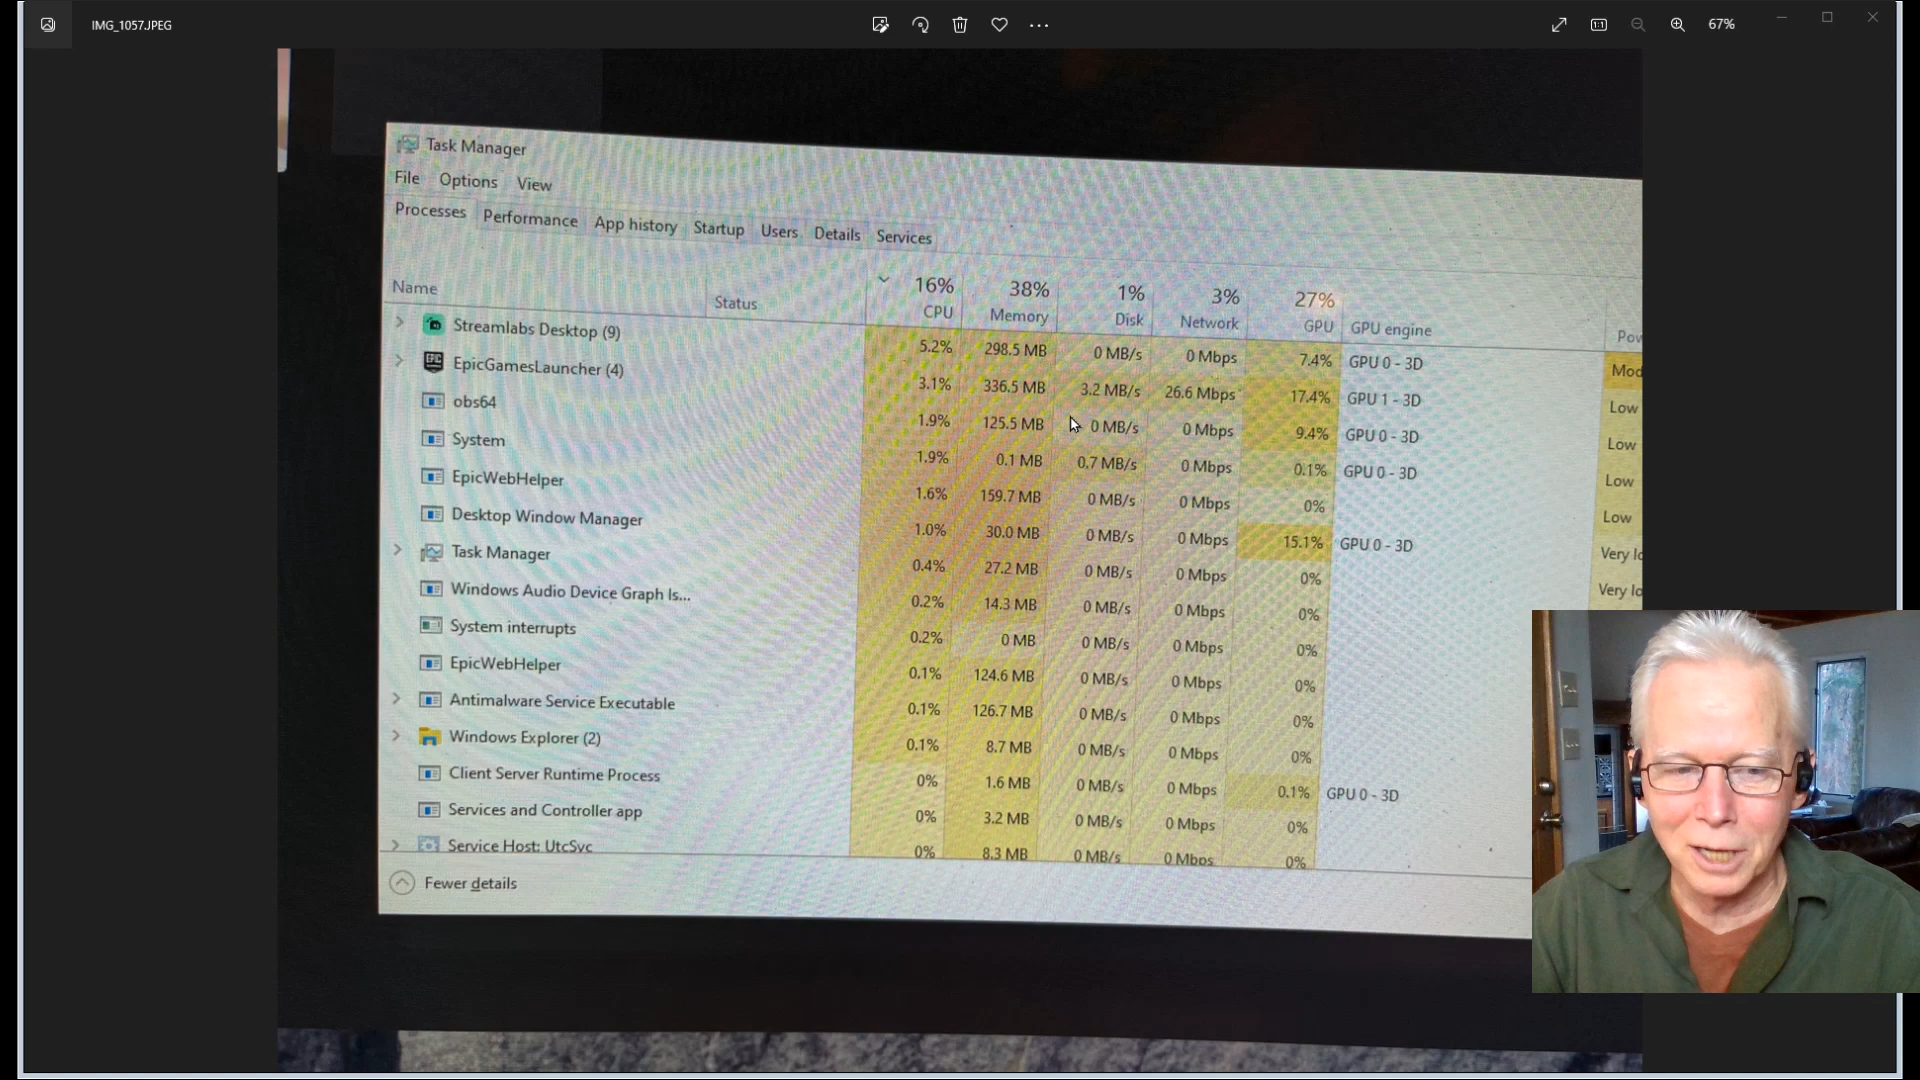 IMG_1057.JPEG
67%
Task Manager
File Options View
Processes Performance App history Startup Users Details Services
16% 38% 1% 3% 27%
Name Status CPU Memory Disk Network GPU GPU engine
Streamlabs Desktop (9) 5.2% 298.5 MB 0 MB/s 0 Mbps 7.4% GPU 0 - 3D
EpicGamesLauncher (4) 3.1% 336.5 MB 3.2 MB/s 26.6 Mbps 17.4% GPU 1 - 3D Low
obs64 1.9% 125.5 MB 0 MB/s 0 Mbps 9.4% GPU 0 - 3D Low
System 1.9% 0.1 MB 0.7 MB/s 0 Mbps 0.1% GPU 0 - 3D Low
EpicWebHelper 1.6% 159.7 MB 0 MB/s 0 Mbps 0% Low
Desktop Window Manager 1.0% 30.0 MB 0 MB/s 0 Mbps 15.1% GPU 0 - 3D Very
Task Manager 0.4% 27.2 MB 0 MB/s 0 Mbps 0% Very
Windows Audio Device Graph Is... 0.2% 14.3 MB 0 MB/s 0 Mbps 0%
System interrupts 0.2% 0 MB 0 MB/s 0 Mbps 0%
EpicWebHelper 0.1% 124.6 MB 0 MB/s 0 Mbps 0%
Antimalware Service Executable 0.1% 126.7 MB 0 MB/s 0 Mbps 0%
Windows Explorer (2) 0.1% 8.7 MB 0 MB/s 0 Mbps 0%
Client Server Runtime Process 0% 1.6 MB 0 MB/s 0 Mbps 0.1% GPU 0 - 3D
Services and Controller app 0% 3.2 MB 0 MB/s 0 Mbps 0%
Service Host: UtcSvc 0% 8.3 MB 0 MB/s 0 Mbps 0%
Fewer details